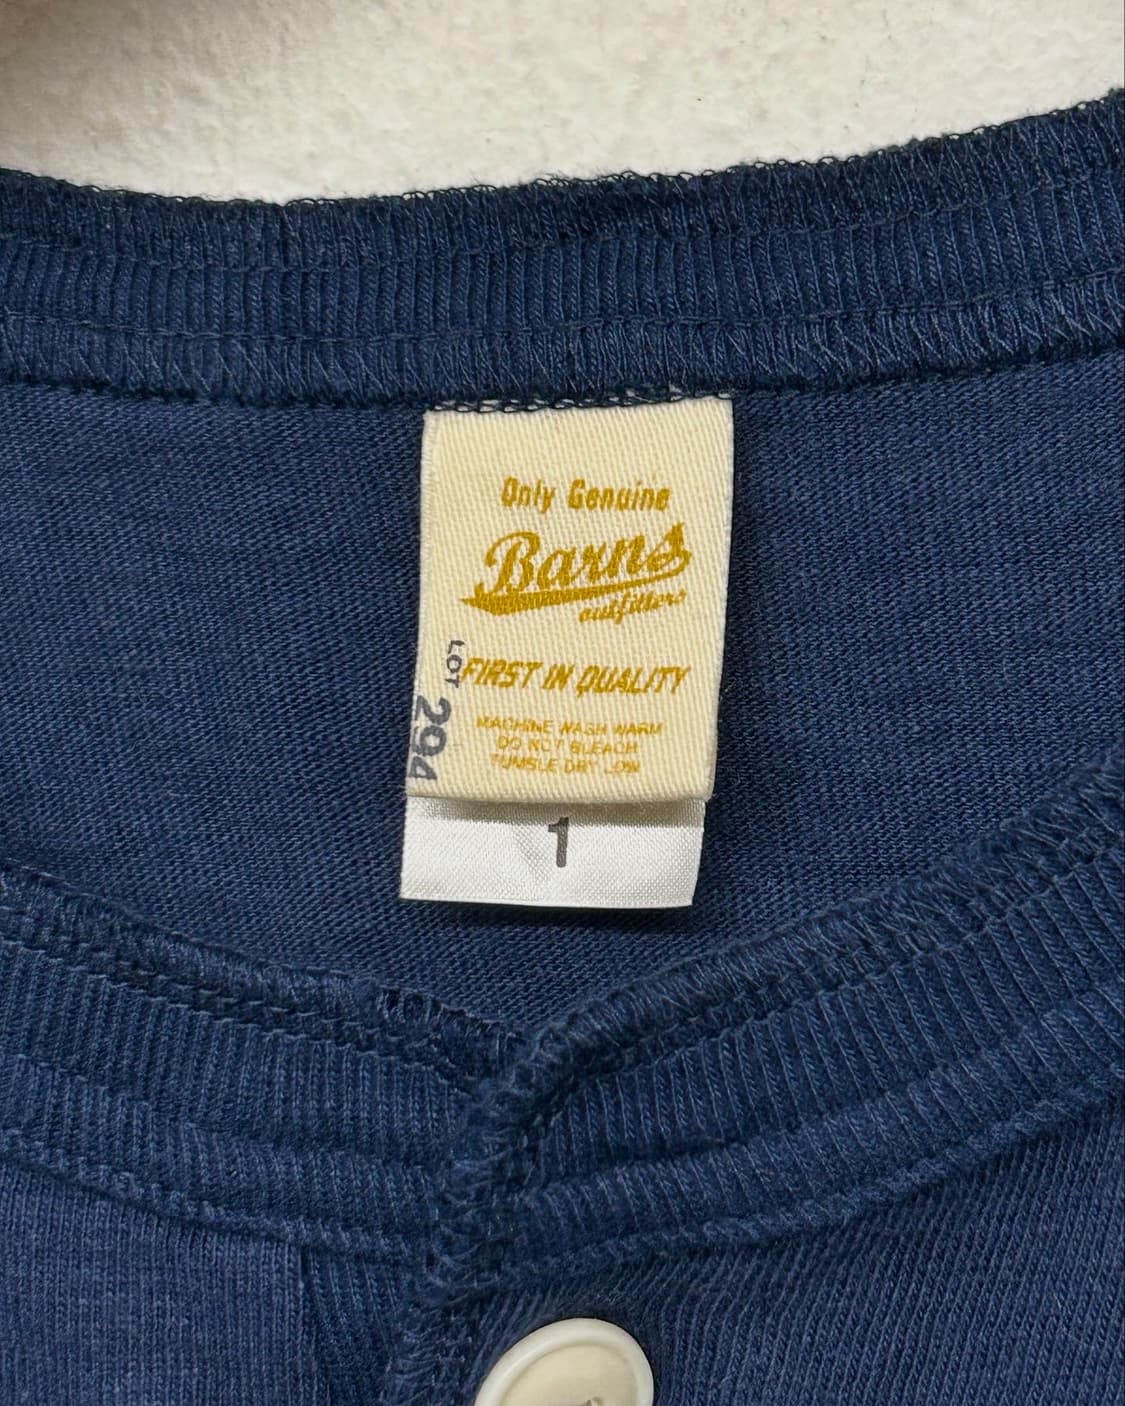 Only Genuine
Barns
outfitters
FIRST IN QUALITY
LOT 294
MACHINE WASH WARM
DO NOT BLEACH
TUMBLE DRY LOW
1